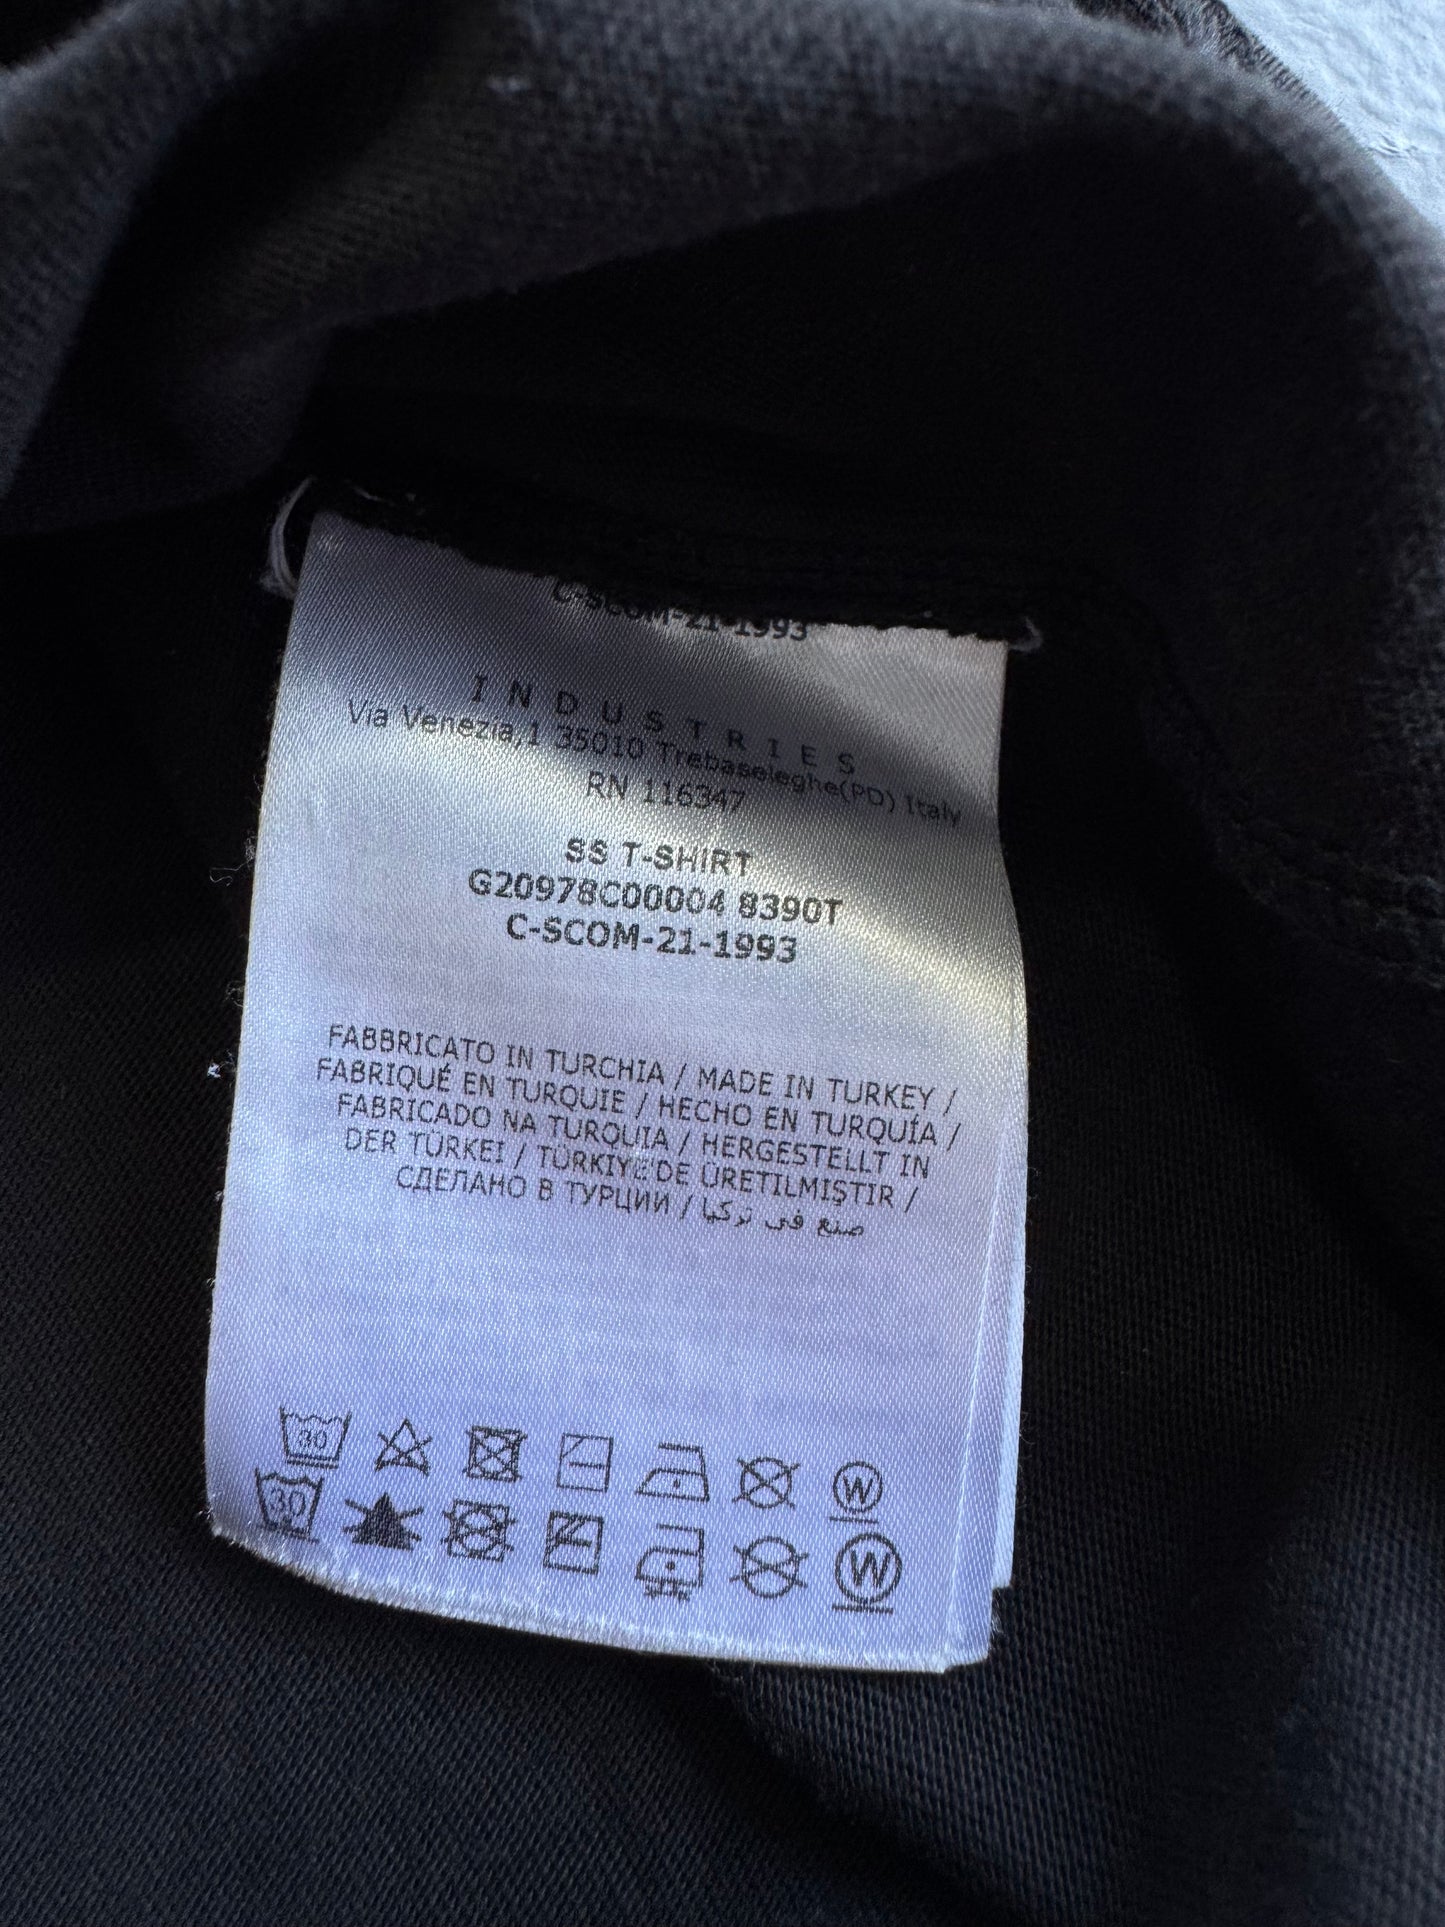 C-SCOM-21-1993
INDUSTRIES
Via Venezia,1 35010 Trebaseleghe(PD) Italy
RN 116347
SS T-SHIRT
G20978C00004 8390T
C-SCOM-21-1993
FABBRICATO IN TURCHIA / MADE IN TURKEY /
FABRIQUÉ EN TURQUIE / HECHO EN TURQUÍA /
FABRICADO NA TURQUIA / HERGESTELLT IN
DER TÜRKEI / TÜRKIYE'DE ÜRETILMIŞTIR /
СДЕЛАНО В ТУРЦИИ / صنع في تركيا
30 W
30 W